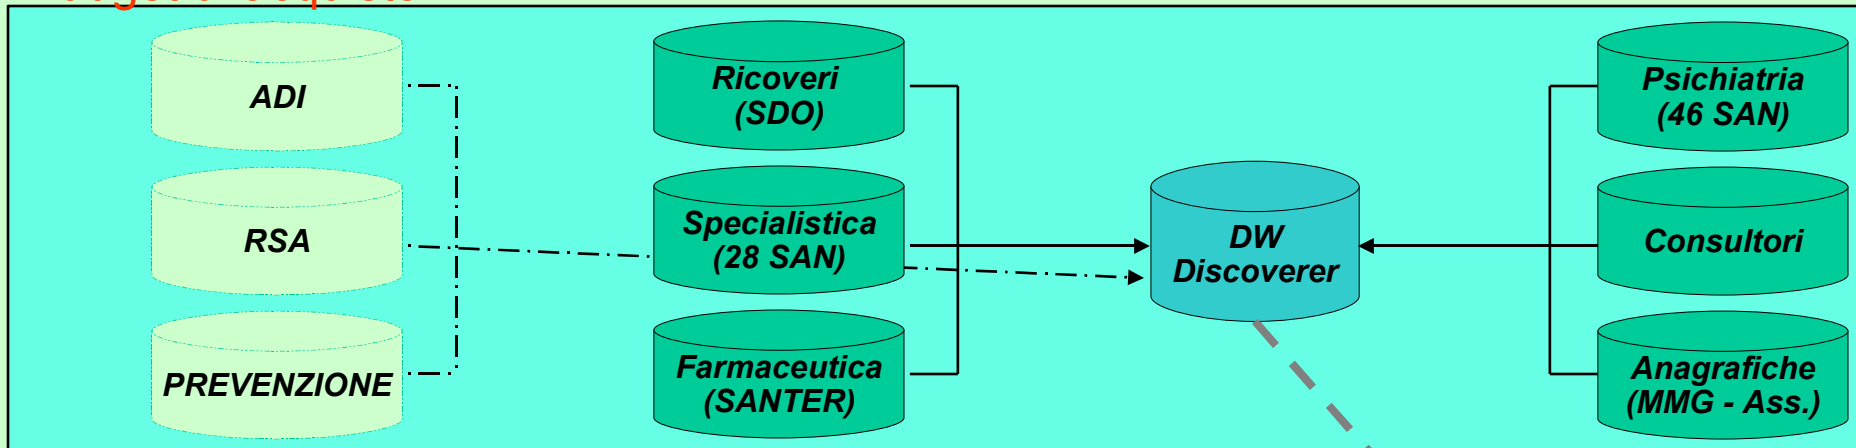 ADI
RSA
PREVENZIONE
Ricoveri
(SDO)
Specialistica
(28 SAN)
Farmaceutica
(SANTER)
DW
Discoverer
Psichiatria
(46 SAN)
Consultori
Anagrafiche
(MMG - Ass.)